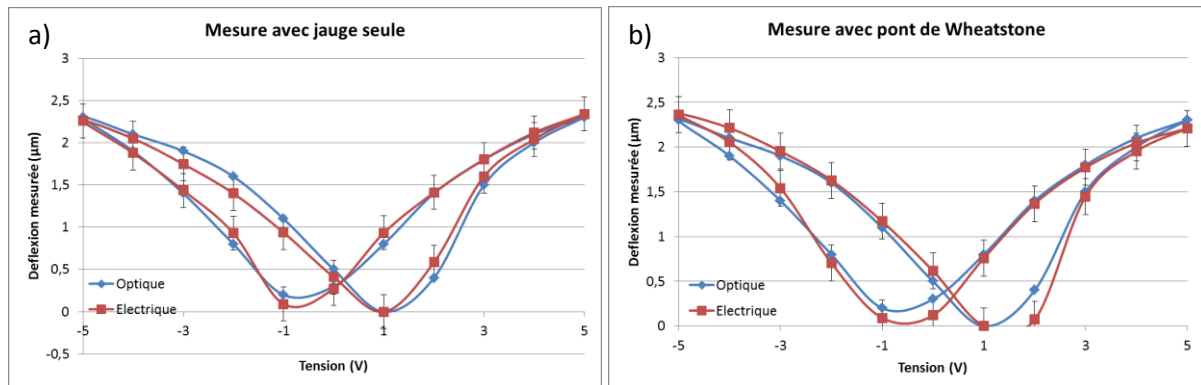 a)
Mesure avec jauge seule
3
2,5
2
1,5
1
0,5
0
-0,5
-5
-3
-1
1
3
5
Deflexion mesurée (µm)
Tension (V)
Optique
Electrique
b)
Mesure avec pont de Wheatstone
3
2,5
2
1,5
1
0,5
0
-5
-3
-1
1
3
5
Deflexion mesurée (µm)
Tension (V)
Optique
Electrique